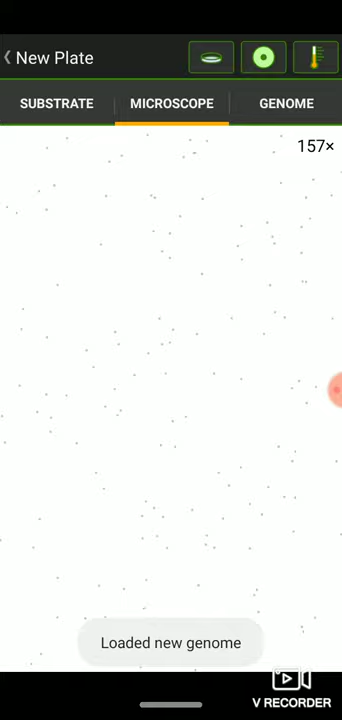 New Plate
SUBSTRATE
MICROSCOPE
GENOME
157×
Loaded new genome
V RECORDER